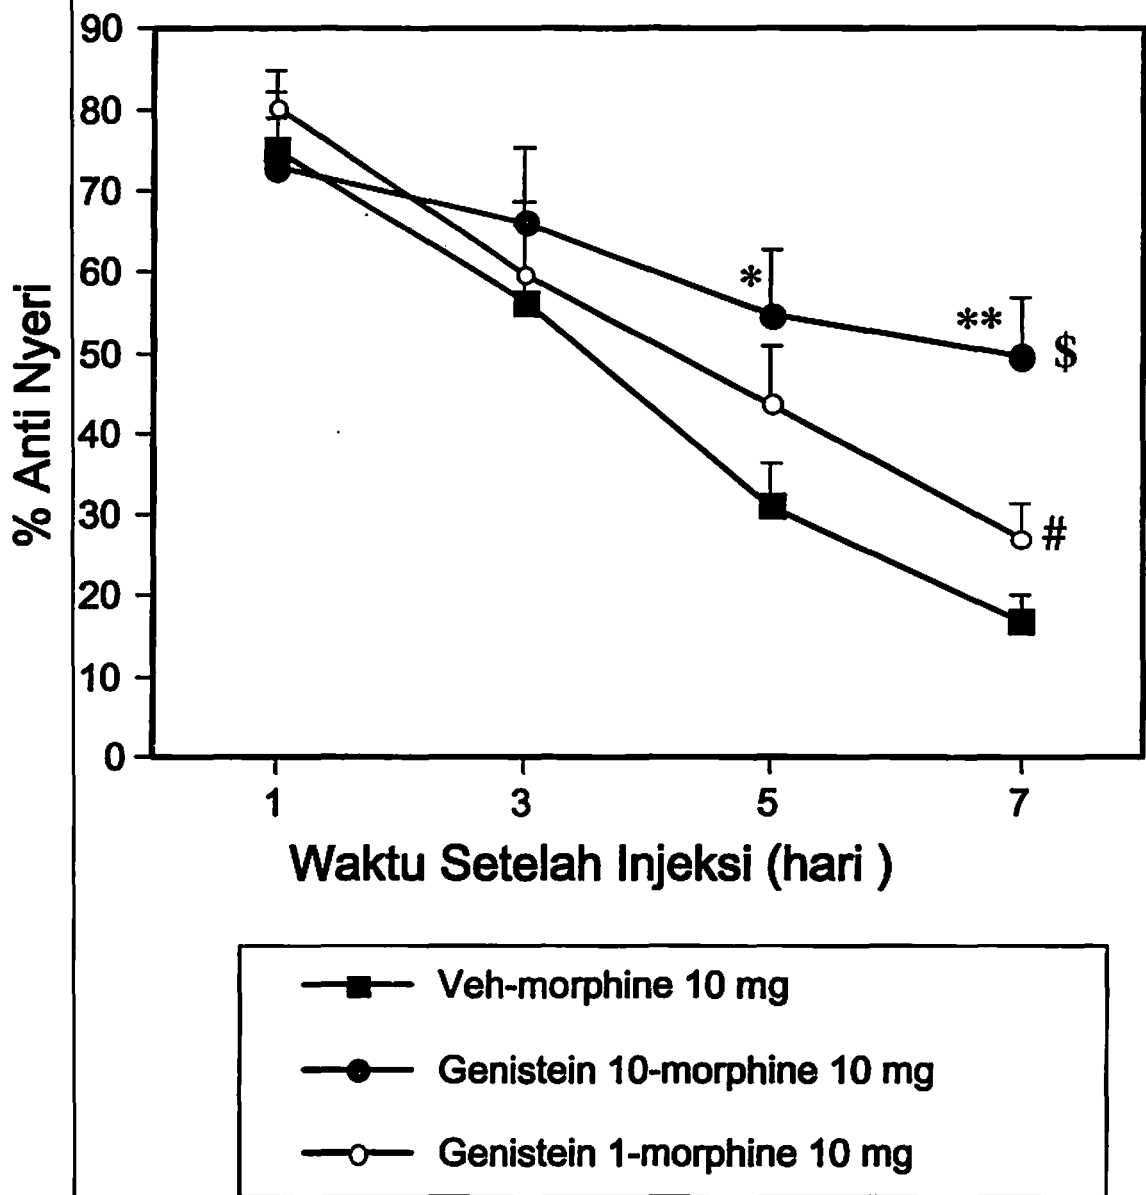 90
80
70
60
50
40
30
20
10
0
% Anti Nyeri
*
**
$
#
1 3 5 7
Waktu Setelah Injeksi (hari )
Veh-morphine 10 mg
Genistein 10-morphine 10 mg
Genistein 1-morphine 10 mg